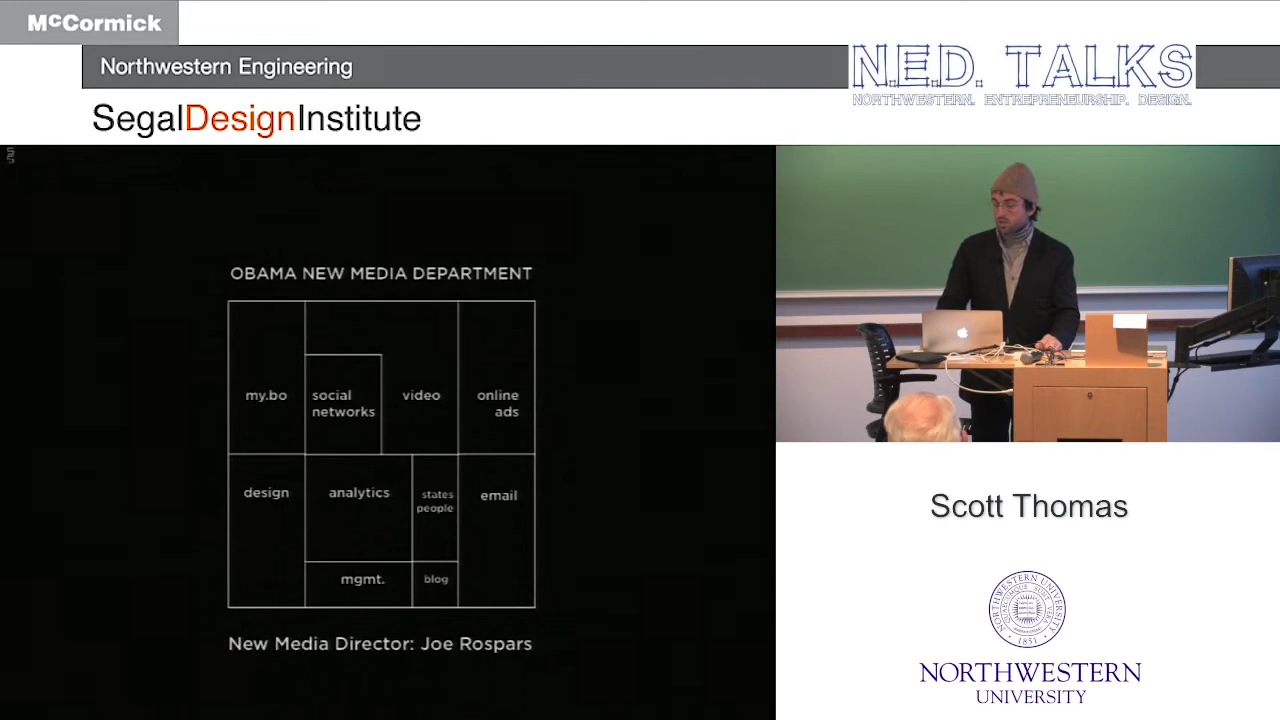 McCormick
Northwestern Engineering
N.E.D. TALKS
NORTHWESTERN. ENTREPRENEURSHIP. DESIGN.
SegalDesignInstitute
OBAMA NEW MEDIA DEPARTMENT
my.bo
social
networks
video
online
ads
design
analytics
states
people
email
mgmt.
blog
New Media Director: Joe Rospars
Scott Thomas
1851
NORTHWESTERN
UNIVERSITY